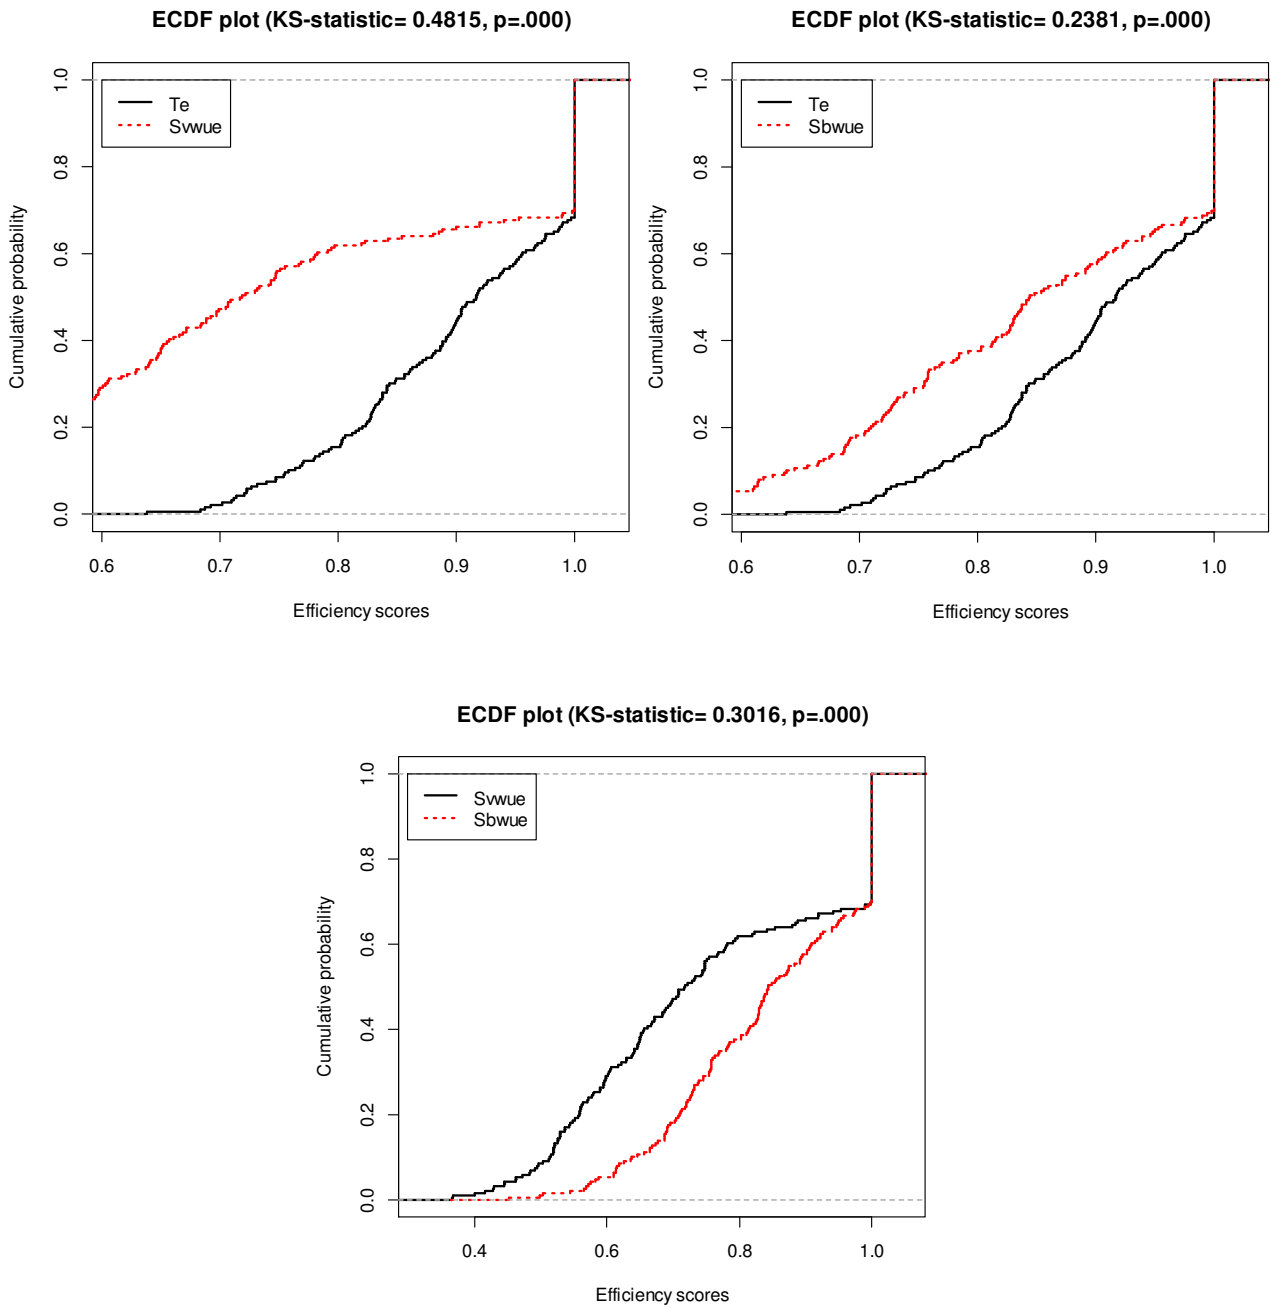 ECDF plot (KS-statistic= 0.4815, p=.000)
Te
Svwue
Cumulative probability
0.0
0.2
0.4
0.6
0.8
1.0
0.6 0.7 0.8 0.9 1.0
Efficiency scores
ECDF plot (KS-statistic= 0.2381, p=.000)
Te
Sbwue
Cumulative probability
0.0
0.2
0.4
0.6
0.8
1.0
0.6 0.7 0.8 0.9 1.0
Efficiency scores
ECDF plot (KS-statistic= 0.3016, p=.000)
Svwue
Sbwue
Cumulative probability
0.0
0.2
0.4
0.6
0.8
1.0
0.4 0.6 0.8 1.0
Efficiency scores